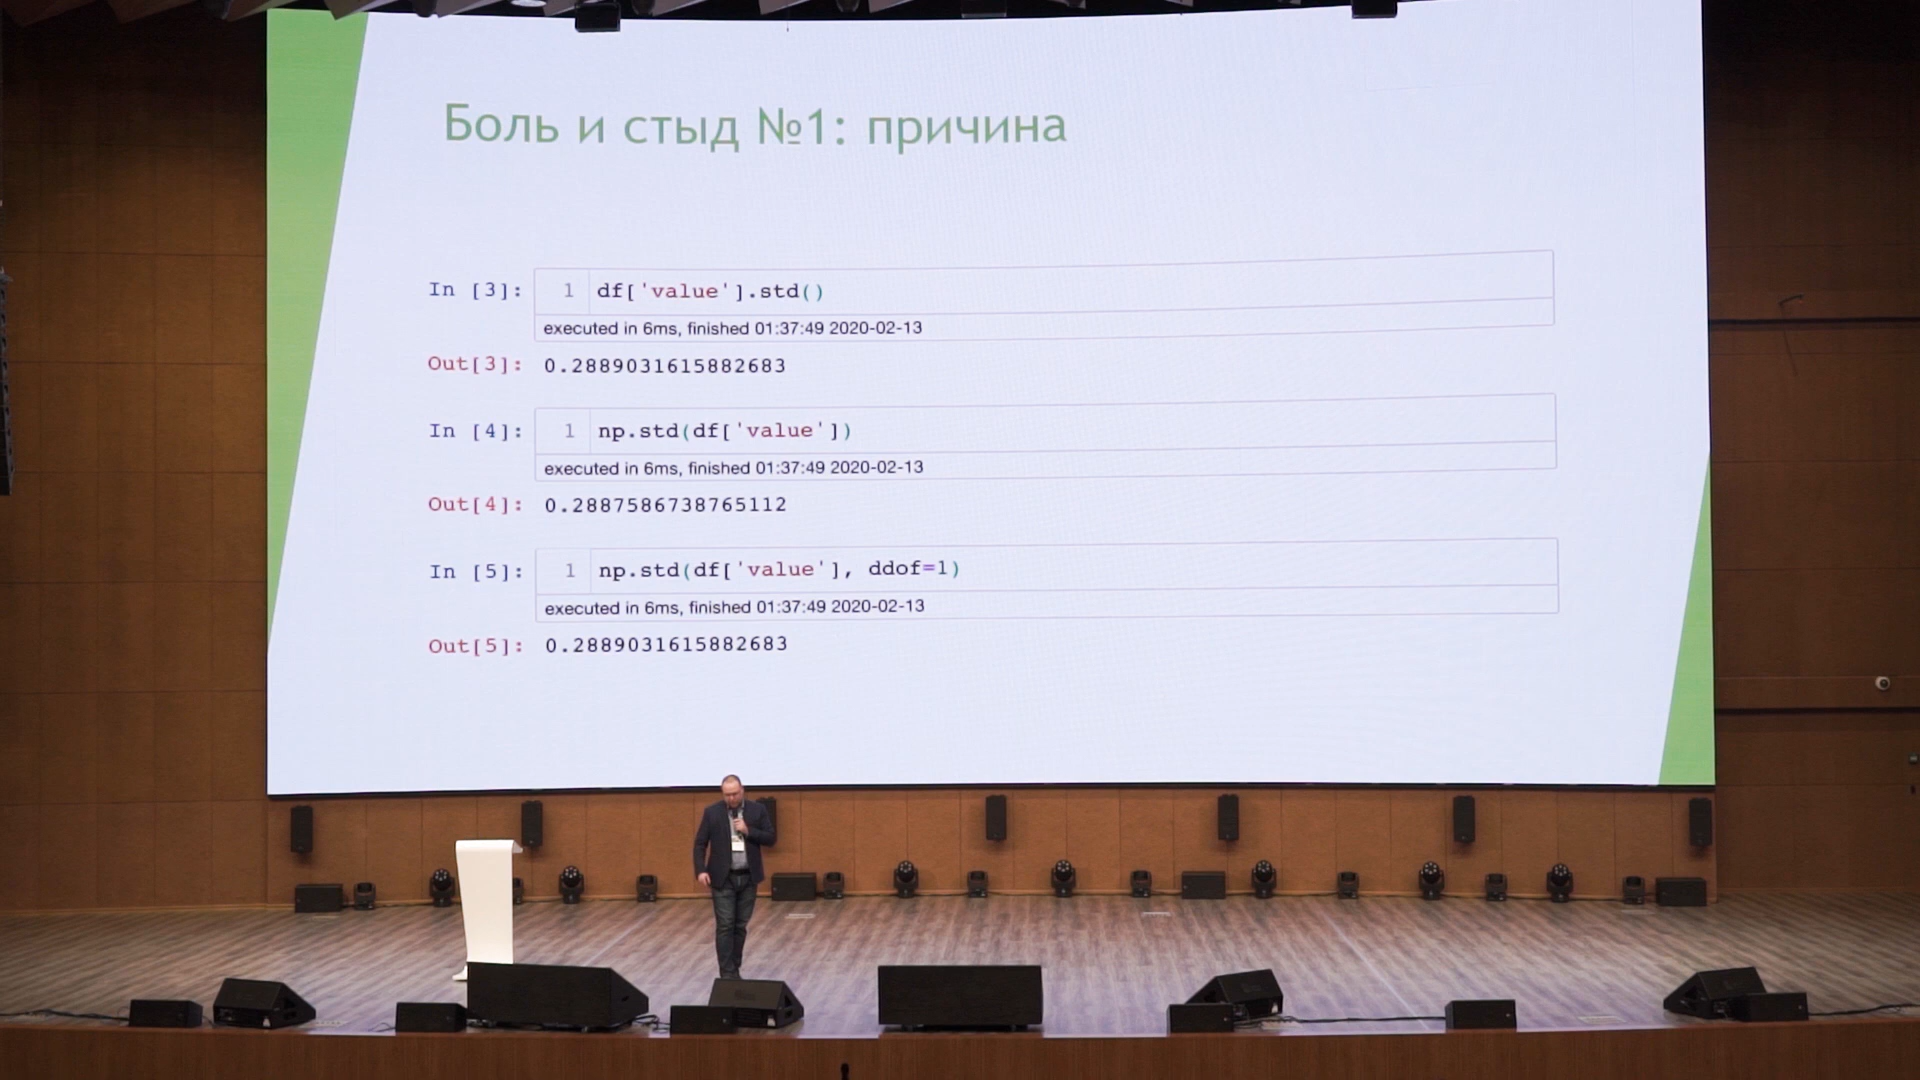 Боль и стыд №1: причина
In [3]: 1 df['value'].std()
executed in 6ms, finished 01:37:49 2020-02-13
Out[3]: 0.2889031615882683
In [4]: 1 np.std(df['value'])
executed in 6ms, finished 01:37:49 2020-02-13
Out[4]: 0.2887586738765112
In [5]: 1 np.std(df['value'], ddof=1)
executed in 6ms, finished 01:37:49 2020-02-13
Out[5]: 0.2889031615882683